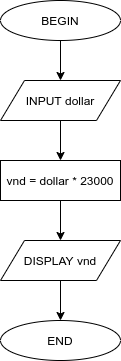 BEGIN
INPUT dollar
vnd = dollar * 23000
DISPLAY vnd
END